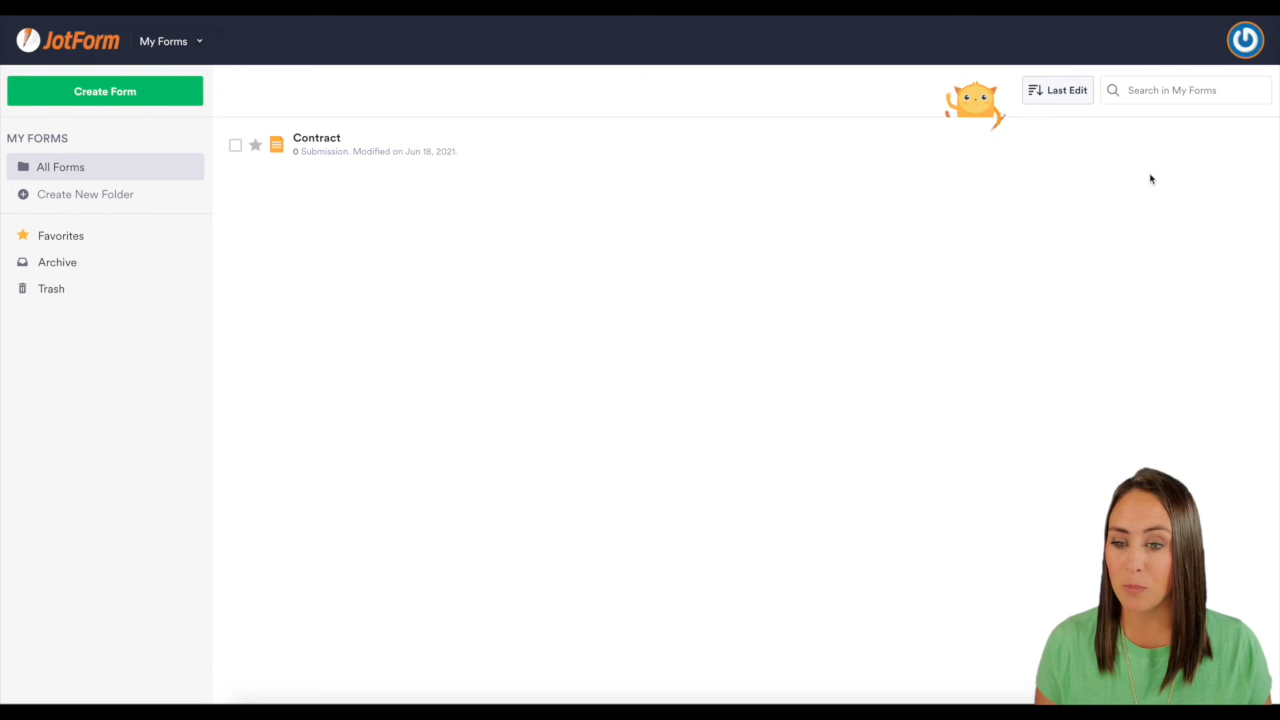 JotForm
My Forms
Create Form
Last Edit
Search in My Forms
MY FORMS
All Forms
Create New Folder
Favorites
Archive
Trash
Contract
0 Submission. Modified on Jun 18, 2021.